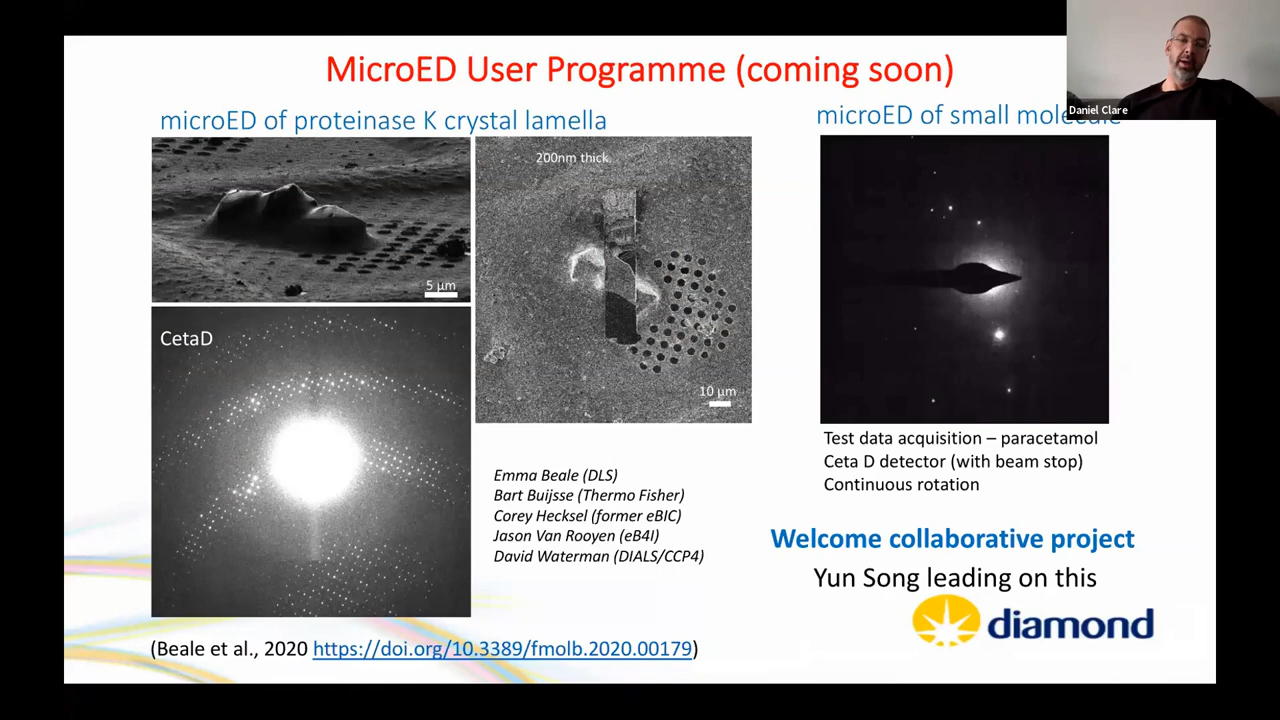 MicroED User Programme (coming soon)
Daniel Clare
microED of proteinase K crystal lamella
microED of small molecule
200nm thick
5 µm
CetaD
10 µm
Test data acquisition – paracetamol
Ceta D detector (with beam stop)
Continuous rotation
Emma Beale (DLS)
Bart Buijsse (Thermo Fisher)
Corey Hecksel (former eBIC)
Jason Van Rooyen (eB4I)
David Waterman (DIALS/CCP4)
Welcome collaborative project
Yun Song leading on this
diamond
(Beale et al., 2020 https://doi.org/10.3389/fmolb.2020.00179)